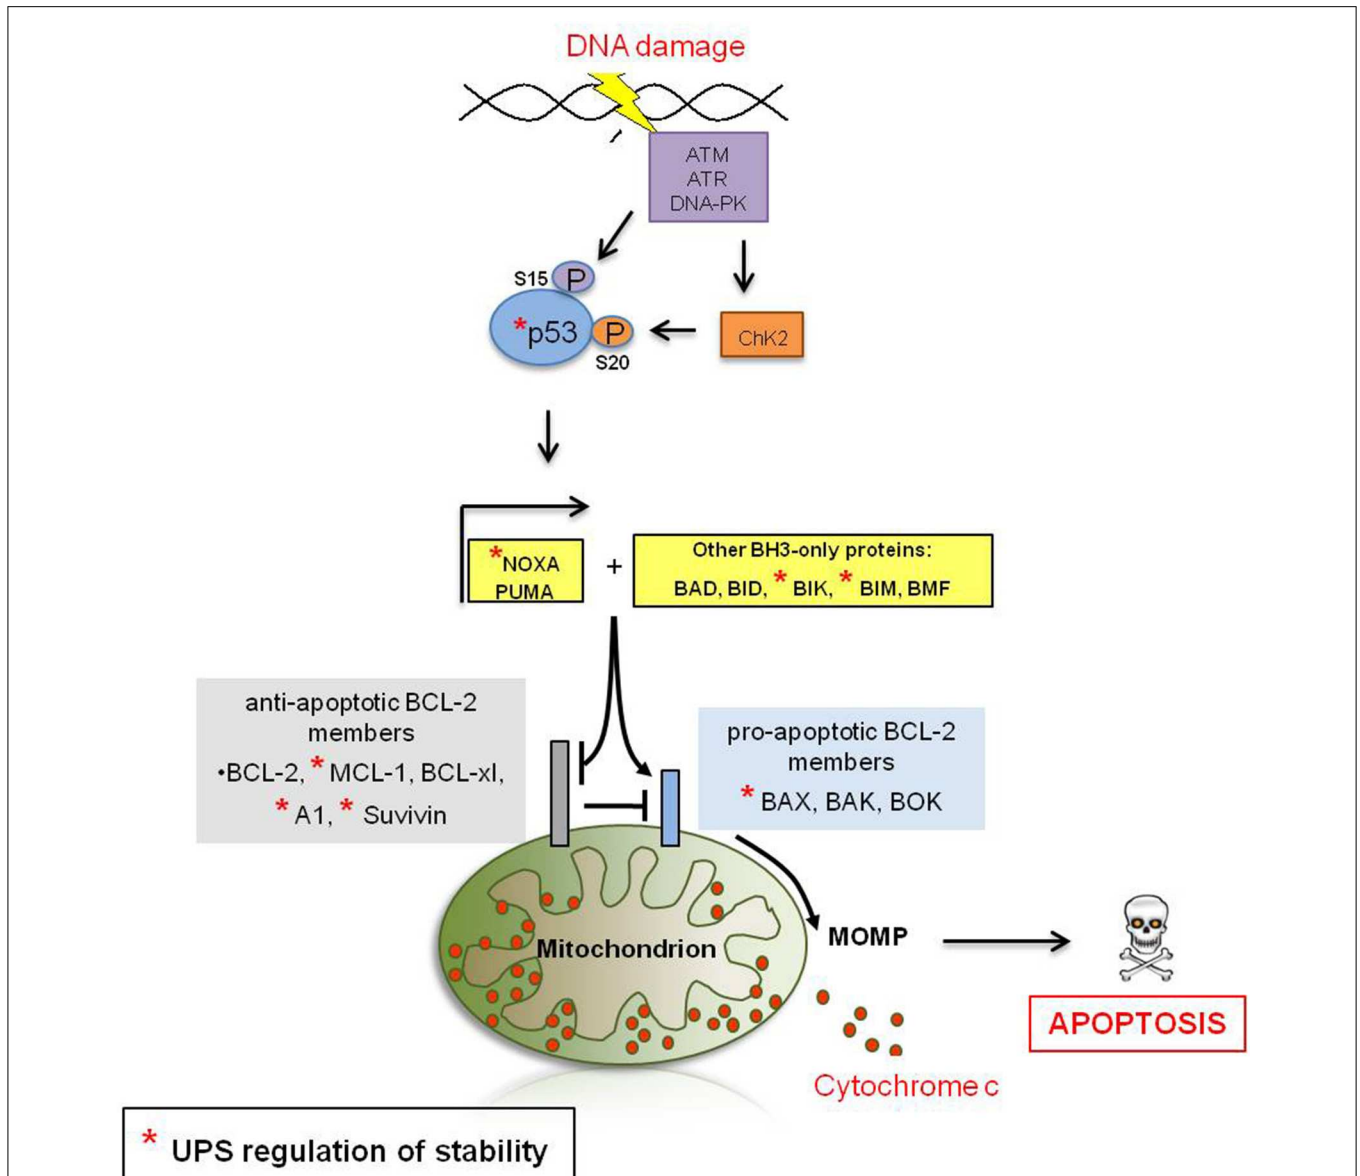 DNA damage
ATM
ATR
DNA-PK
S15 P
*p53 P
S20
ChK2
*NOXA
PUMA
+
Other BH3-only proteins:
BAD, BID, * BIK, * BIM, BMF
anti-apoptotic BCL-2
members
•BCL-2, * MCL-1, BCL-xl,
* A1, * Suvivin
pro-apoptotic BCL-2
members
* BAX, BAK, BOK
Mitochondrion
MOMP
APOPTOSIS
Cytochrome c
* UPS regulation of stability